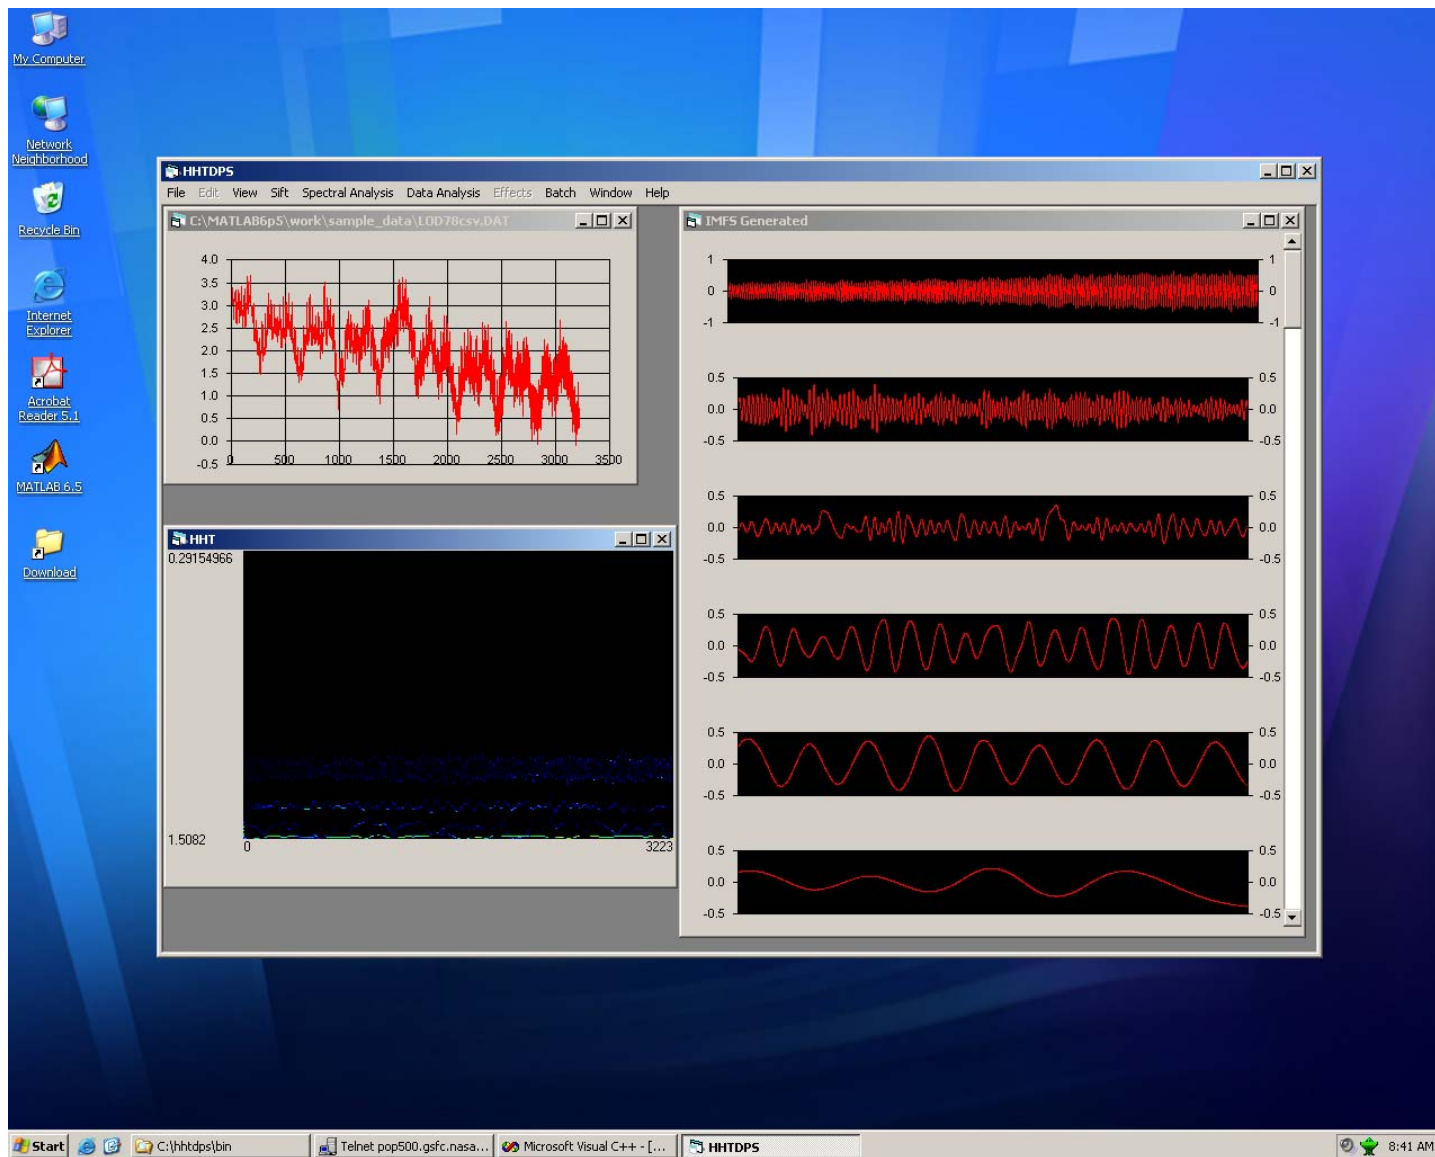 My Computer
Network
Neighborhood
Recycle Bin
Internet
Explorer
Acrobat
Reader 5.1
MATLAB 6.5
Download
HHTDPS
File Edit View Sift Spectral Analysis Data Analysis Effects Batch Window Help
C:\MATLAB6p5\work\sample_data\LOD78csv.DAT
4.0
3.5
3.0
2.5
2.0
1.5
1.0
0.5
0.0
-0.5
0 500 1000 1500 2000 2500 3000 3500
HHT
0.29154966
1.5082
0 3223
IMFS Generated
1 1
0 0
-1 -1
0.5 0.5
0.0 0.0
-0.5 -0.5
0.5 0.5
0.0 0.0
-0.5 -0.5
0.5 0.5
0.0 0.0
-0.5 -0.5
0.5 0.5
0.0 0.0
-0.5 -0.5
0.5 0.5
0.0 0.0
-0.5 -0.5
Start C:\hhtdps\bin Telnet pop500.gsfc.nasa... Microsoft Visual C++ - [... HHTDPS 8:41 AM